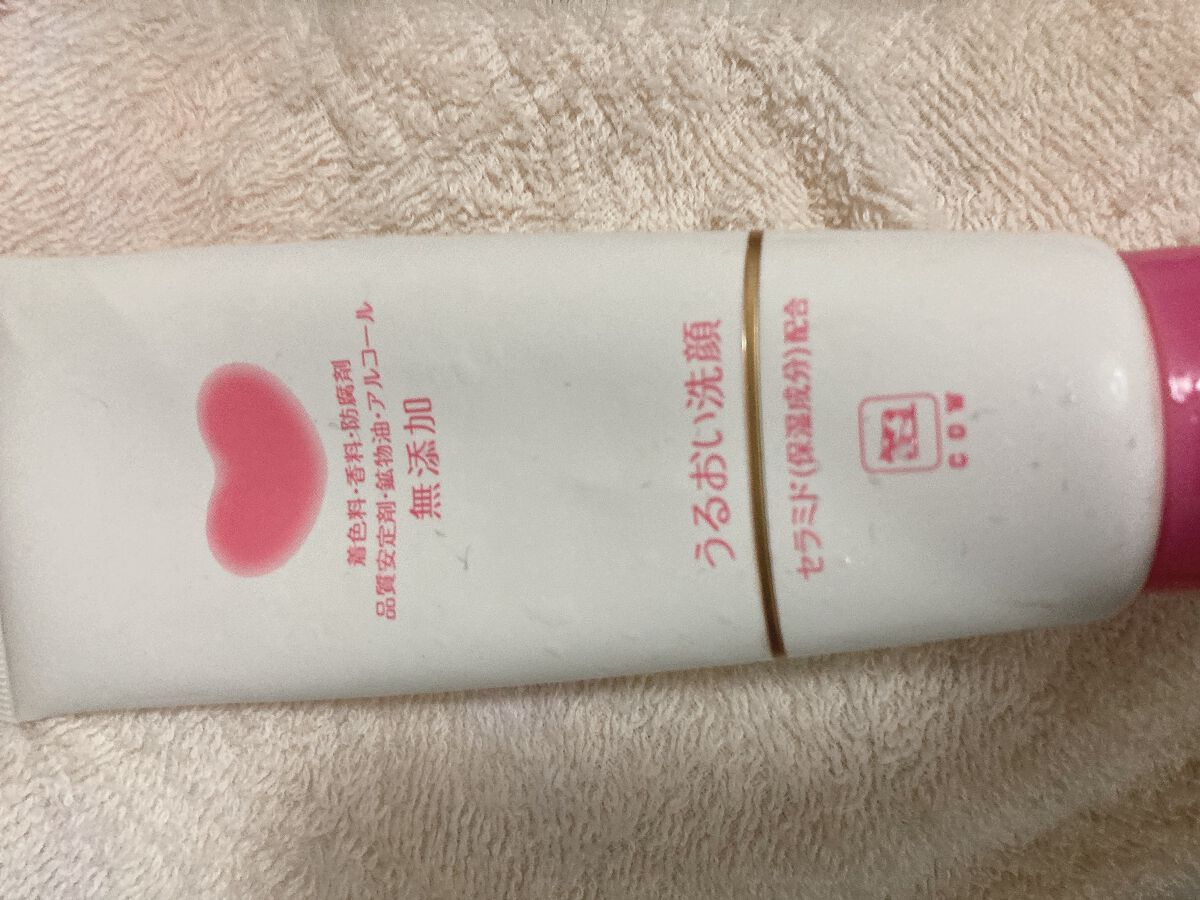 着色料・香料・防腐剤
品質安定剤・鉱物油・アルコール
無添加
うるおい洗顔
セラミド(保湿成分)配合
COW